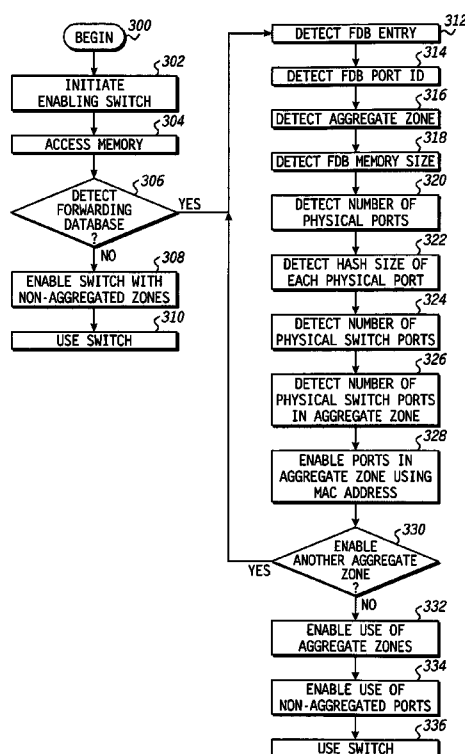 BEGIN
300
INITIATE
ENABLING SWITCH
302
ACCESS MEMORY
304
DETECT
FORWARDING
DATABASE
?
306
YES
NO
ENABLE SWITCH WITH
NON-AGGREGATED ZONES
308
USE SWITCH
310
DETECT FDB ENTRY
312
DETECT FDB PORT ID
314
DETECT AGGREGATE ZONE
316
DETECT FDB MEMORY SIZE
318
DETECT NUMBER OF
PHYSICAL PORTS
320
DETECT HASH SIZE OF
EACH PHYSICAL PORT
322
DETECT NUMBER OF
PHYSICAL SWITCH PORTS
324
DETECT NUMBER OF
PHYSICAL SWITCH PORTS
IN AGGREGATE ZONE
326
ENABLE PORTS IN
AGGREGATE ZONE USING
MAC ADDRESS
328
ENABLE
ANOTHER AGGREGATE
ZONE
?
330
YES
NO
ENABLE USE OF
AGGREGATE ZONES
332
ENABLE USE OF
NON-AGGREGATED PORTS
334
USE SWITCH
336